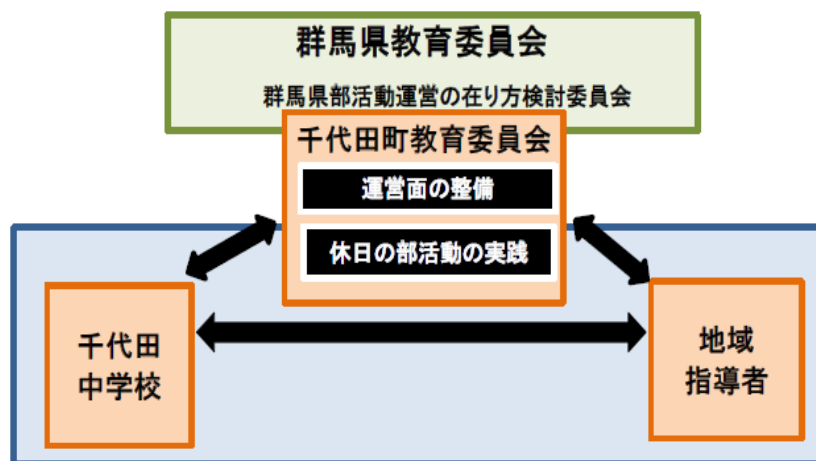 群馬県教育委員会
群馬県部活動運営の在り方検討委員会
千代田町教育委員会
運営面の整備
休日の部活動の実践
千代田
中学校
地域
指導者